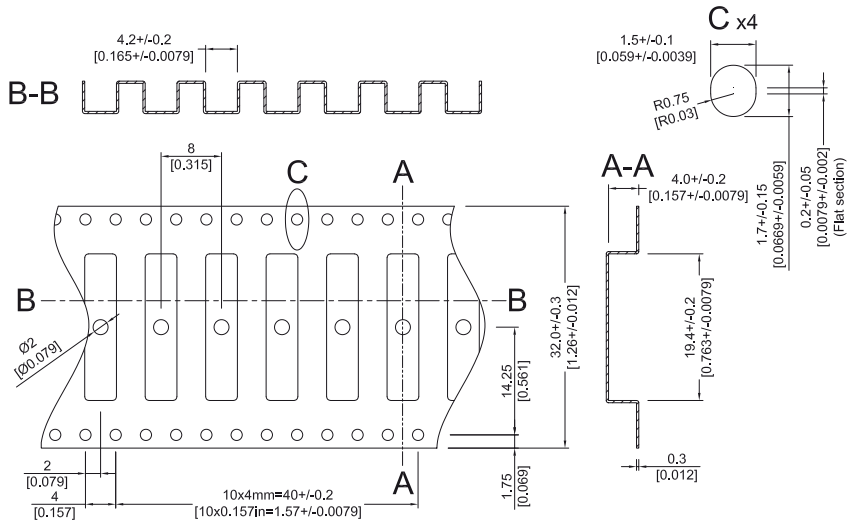 C x4
4.2+/-0.2
[0.165+/-0.0079]
1.5+/-0.1
[0.059+/-0.0039]
B-B
R0.75
[R0.03]
8
[0.315]
A
A-A
C
4.0+/-0.2
[0.157+/-0.0079]
1.7+/-0.15
[0.0669+/-0.0059]
0.2+/-0.05
[0.0079+/-0.002]
(Flat section)
B
B
Ø2
[Ø0.079]
32.0+/-0.3
[1.26+/-0.012]
19.4+/-0.2
[0.763+/-0.0079]
14.25
[0.561]
2
[0.079]
4
[0.157]
10x4mm=40+/-0.2
[10x0.157in=1.57+/-0.0079]
A
1.75
[0.069]
0.3
[0.012]